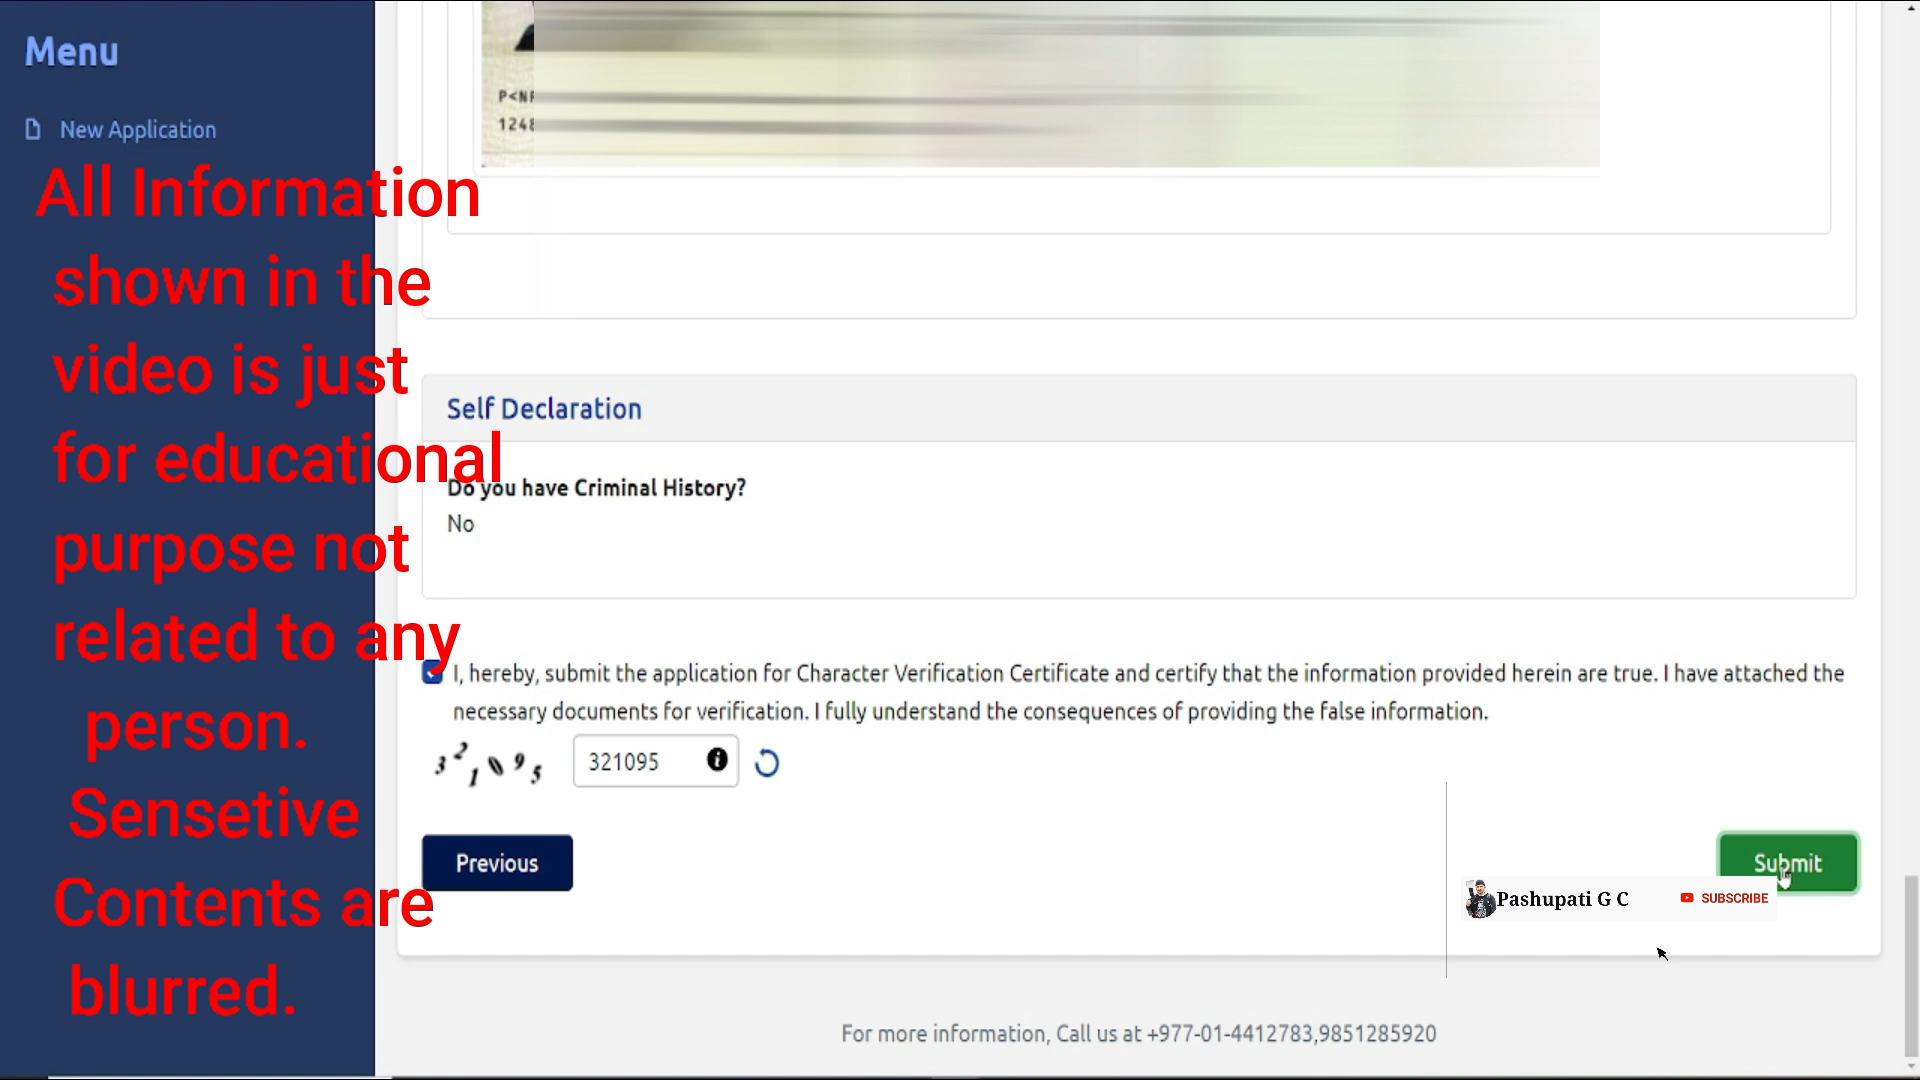 Menu
New Application
P<NP
1248
All Information
shown in the
video is just
for educational
purpose not
related to any
person.
Sensetive
Contents are
blurred.
Self Declaration
Do you have Criminal History?
No
I, hereby, submit the application for Character Verification Certificate and certify that the information provided herein are true. I have attached the
necessary documents for verification. I fully understand the consequences of providing the false information.
321095
321095
Previous
Submit
Pashupati G C
SUBSCRIBE
For more information, Call us at +977-01-4412783,9851285920